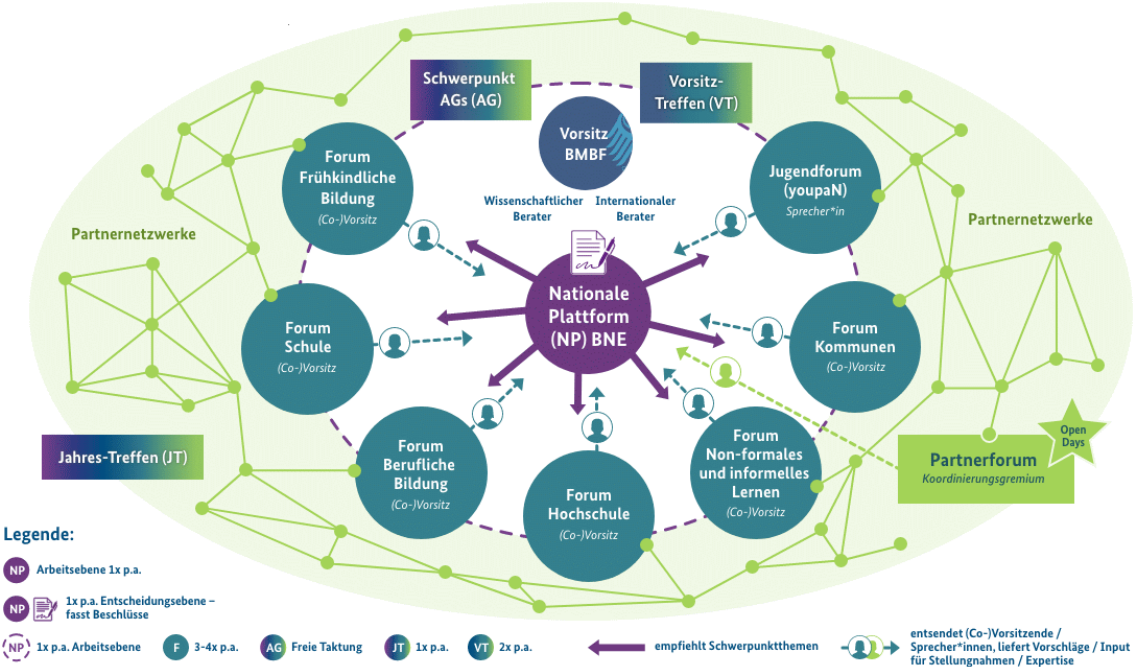 Schwerpunkt
AGs (AG)
Vorsitz-
Treffen (VT)
Vorsitz
BMBF
Forum
Frühkindliche
Bildung
(Co-)Vorsitz
Jugendforum
(youpaN)
Sprecher*in
Wissenschaftlicher
Berater
Internationaler
Berater
Partnernetzwerke
Partnernetzwerke
Nationale
Plattform
(NP) BNE
Forum
Schule
(Co-)Vorsitz
Forum
Kommunen
(Co-)Vorsitz
Jahres-Treffen (JT)
Forum
Berufliche
Bildung
(Co-)Vorsitz
Forum
Hochschule
(Co-)Vorsitz
Forum
Non-formales
und informelles
Lernen
(Co-)Vorsitz
Open
Days
Partnerforum
Koordinierungsgremium
Legende:
NP Arbeitsebene 1x p.a.
NP 1x p.a. Entscheidungsebene –
fasst Beschlüsse
NP 1x p.a. Arbeitsebene
F 3-4x p.a.
AG Freie Taktung
JT 1x p.a.
VT 2x p.a.
empfiehlt Schwerpunktthemen
entsendet (Co-)Vorsitzende /
Sprecher*innen, liefert Vorschläge / Input
für Stellungnahmen / Expertise